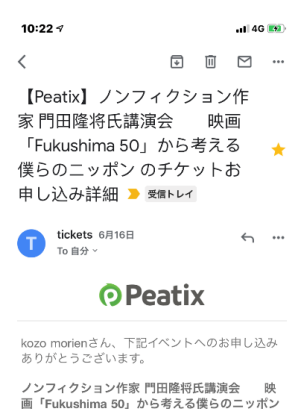 10:22 4G
【Peatix】ノンフィクション作
家 門田隆将氏講演会　　映画
「Fukushima 50」から考える
僕らのニッポン のチケットお
申し込み詳細 受信トレイ
T
tickets 6月16日
To 自分
Peatix
kozo morienさん、下記イベントへのお申し込み
ありがとうございます。
ノンフィクション作家 門田隆将氏講演会　　映
画「Fukushima 50」から考える僕らのニッポン